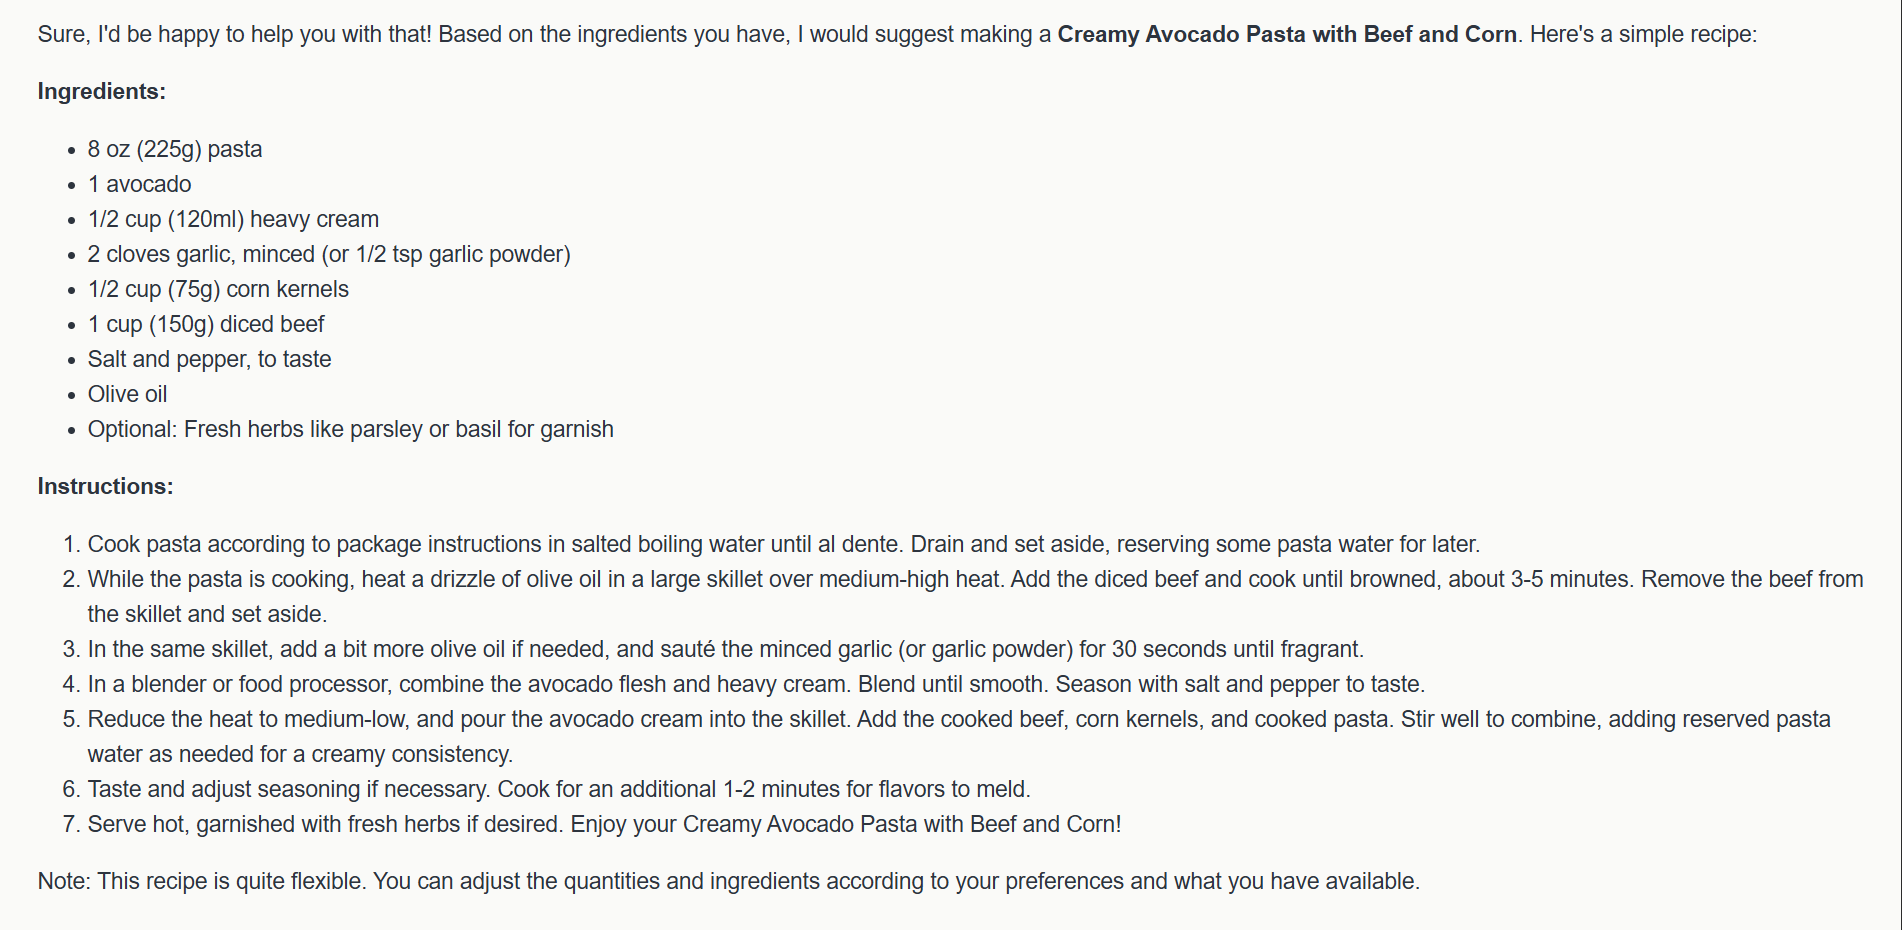 Sure, I'd be happy to help you with that! Based on the ingredients you have, I would suggest making a Creamy Avocado Pasta with Beef and Corn. Here's a simple recipe:
Ingredients:
• 8 oz (225g) pasta
• 1 avocado
• 1/2 cup (120ml) heavy cream
• 2 cloves garlic, minced (or 1/2 tsp garlic powder)
• 1/2 cup (75g) corn kernels
• 1 cup (150g) diced beef
• Salt and pepper, to taste
• Olive oil
• Optional: Fresh herbs like parsley or basil for garnish
Instructions:
1. Cook pasta according to package instructions in salted boiling water until al dente. Drain and set aside, reserving some pasta water for later.
2. While the pasta is cooking, heat a drizzle of olive oil in a large skillet over medium-high heat. Add the diced beef and cook until browned, about 3-5 minutes. Remove the beef from
the skillet and set aside.
3. In the same skillet, add a bit more olive oil if needed, and sauté the minced garlic (or garlic powder) for 30 seconds until fragrant.
4. In a blender or food processor, combine the avocado flesh and heavy cream. Blend until smooth. Season with salt and pepper to taste.
5. Reduce the heat to medium-low, and pour the avocado cream into the skillet. Add the cooked beef, corn kernels, and cooked pasta. Stir well to combine, adding reserved pasta
water as needed for a creamy consistency.
6. Taste and adjust seasoning if necessary. Cook for an additional 1-2 minutes for flavors to meld.
7. Serve hot, garnished with fresh herbs if desired. Enjoy your Creamy Avocado Pasta with Beef and Corn!
Note: This recipe is quite flexible. You can adjust the quantities and ingredients according to your preferences and what you have available.